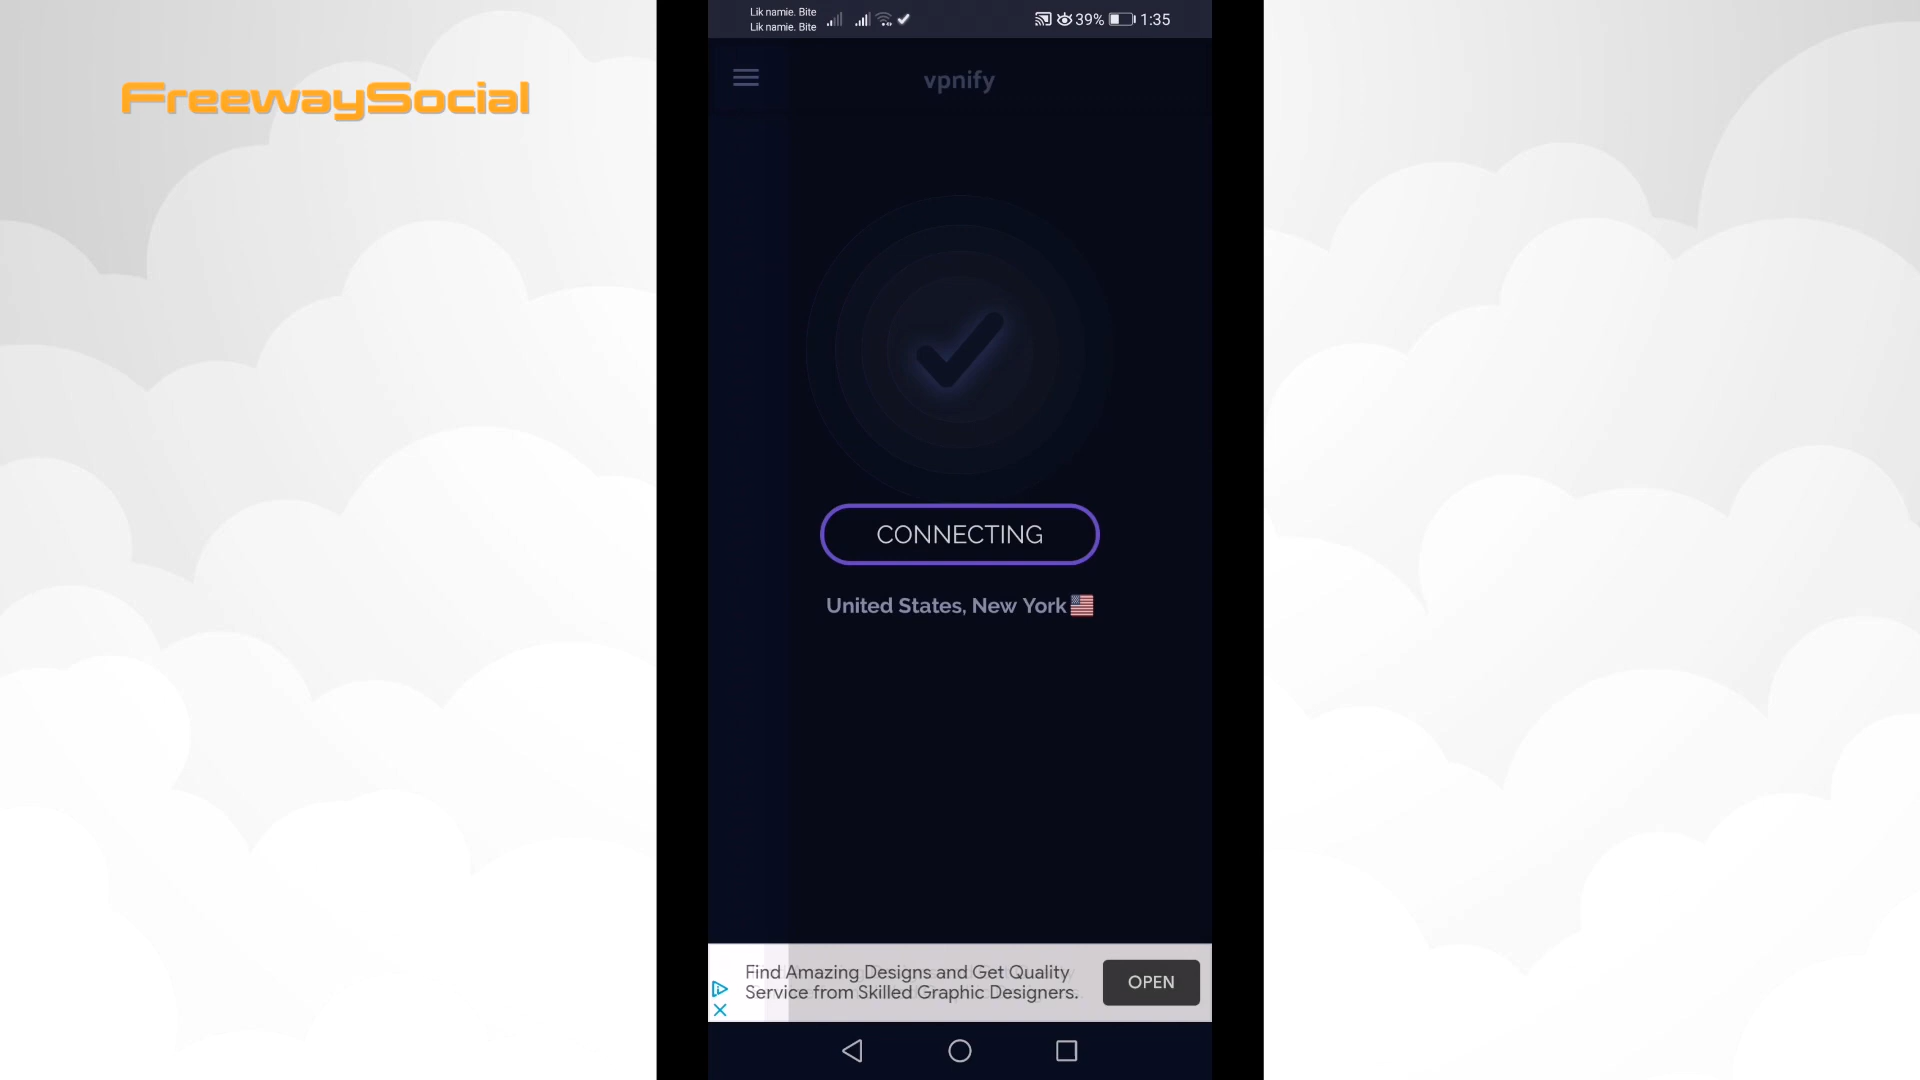 Lik namie. Bite
Lik namie. Bite
39% 1:35
FreewaySocial
vpnify
CONNECTING
United States, New York
Find Amazing Designs and Get Quality
Service from Skilled Graphic Designers.
OPEN